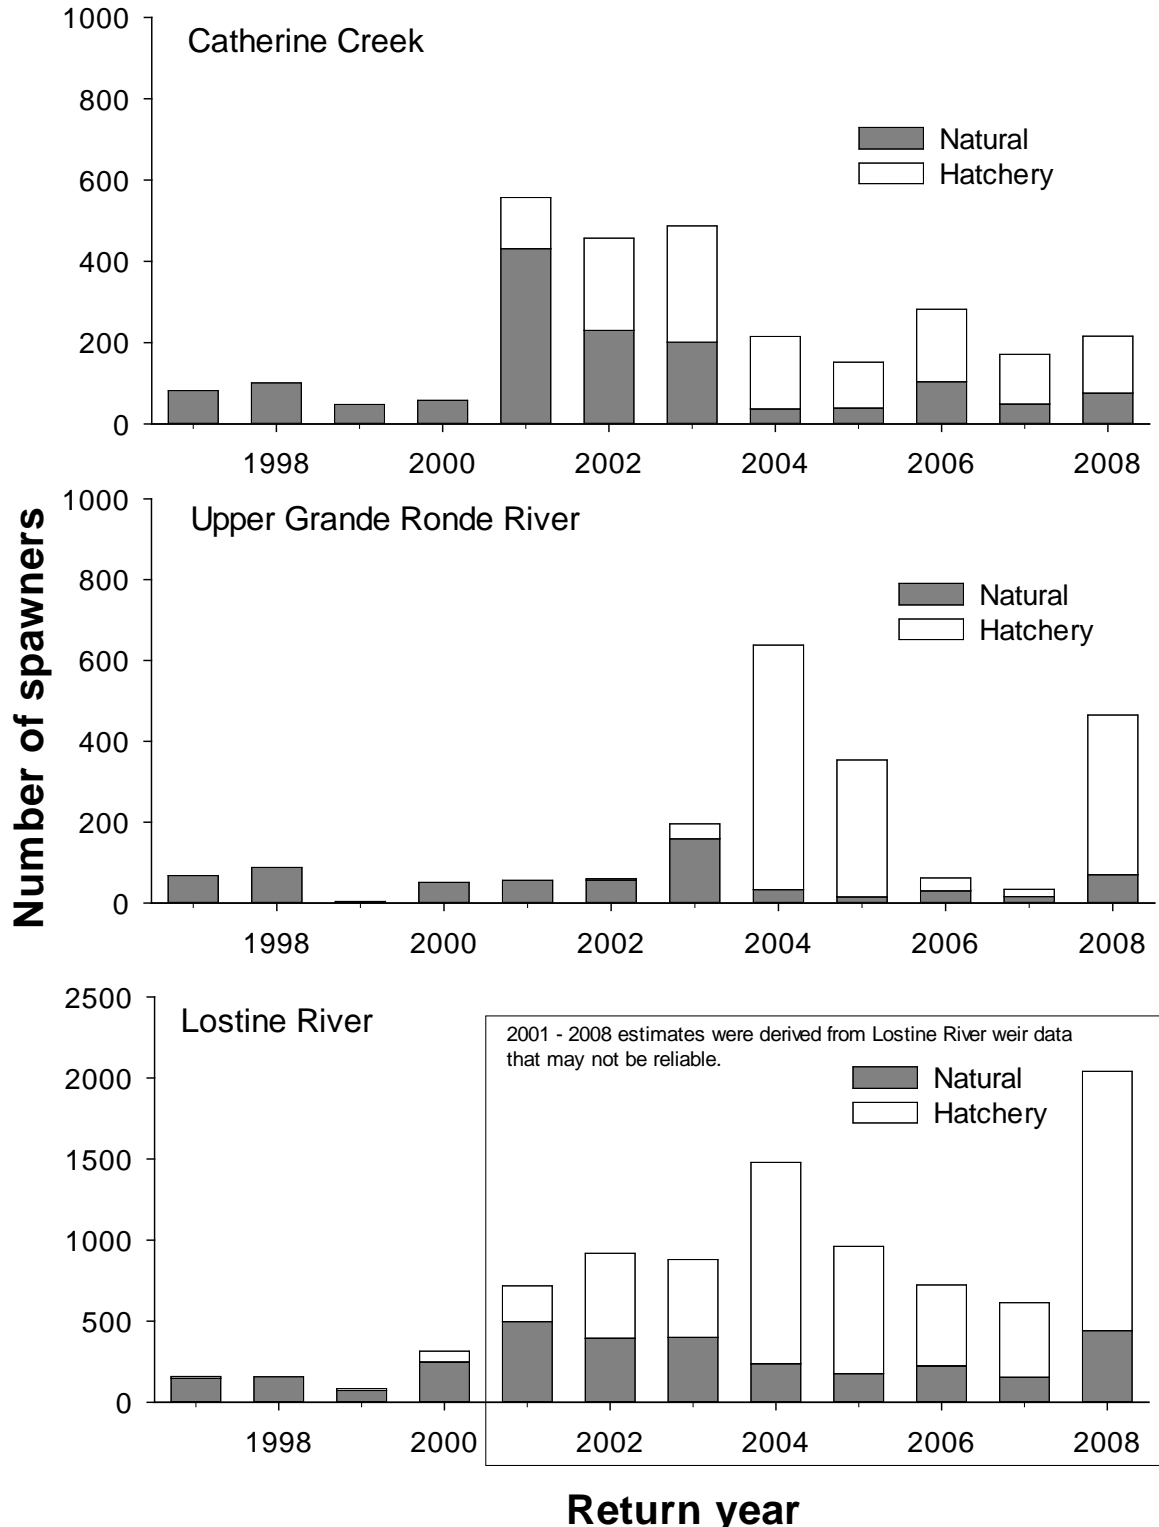 1000
Catherine Creek
800
Natural
Hatchery
600
400
200
0
1998 2000 2002 2004 2006 2008
Number of spawners
1000
Upper Grande Ronde River
800
Natural
Hatchery
600
400
200
0
1998 2000 2002 2004 2006 2008
2500
Lostine River
2001 - 2008 estimates were derived from Lostine River weir data
that may not be reliable.
2000
Natural
Hatchery
1500
1000
500
0
1998 2000 2002 2004 2006 2008
Return year